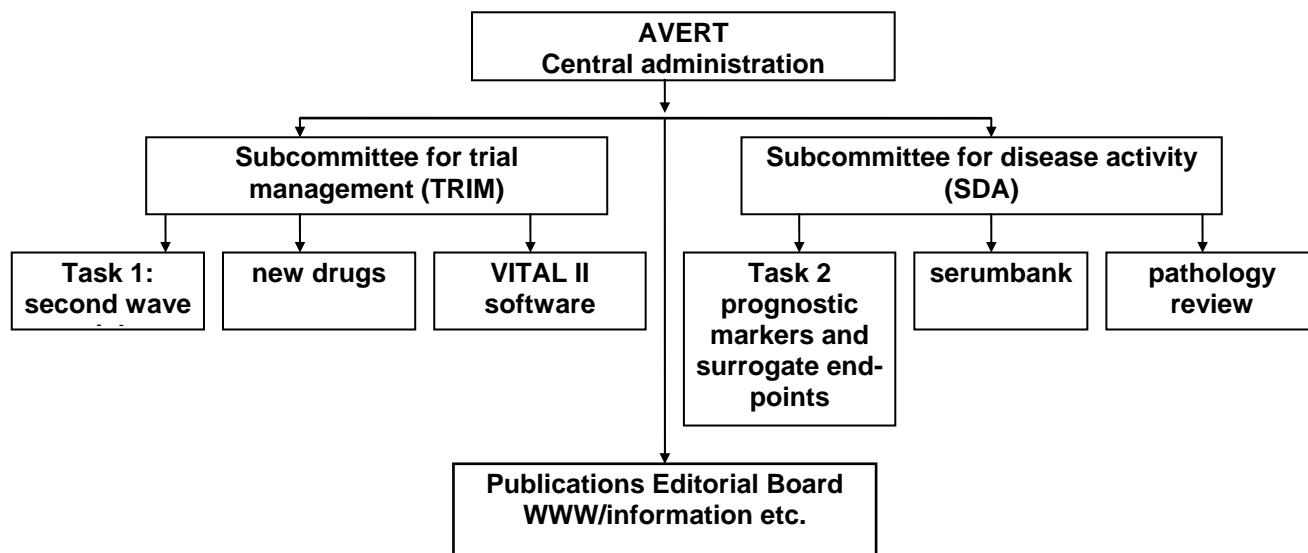 AVERT
Central administration
Subcommittee for trial
management (TRIM)
Subcommittee for disease activity
(SDA)
Task 1:
second wave
new drugs
VITAL II
software
Task 2
prognostic
markers and
surrogate end-
points
serumbank
pathology
review
Publications Editorial Board
WWW/information etc.